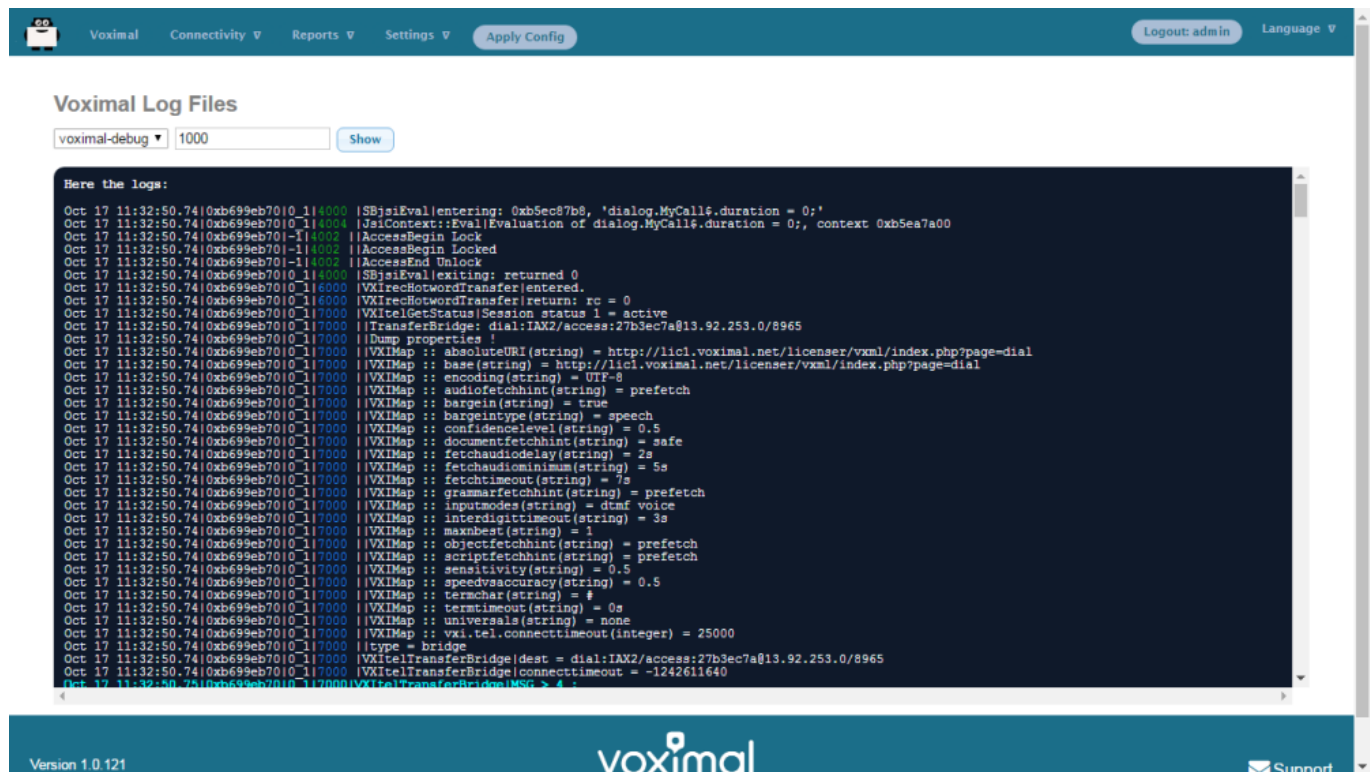 Voximal Connectivity ∇ Reports ∇ Settings ∇ Apply Config Logout: admin Language ∇
Voximal Log Files
voximal-debug ▼ 1000 Show
Here the logs:
Oct 17 11:32:50.74|0xb699eb70|0_1|4000 |SBjsiEval|entering: 0xb5ec87b8, 'dialog.MyCall$.duration = 0;'
Oct 17 11:32:50.74|0xb699eb70|0_1|4004 |JsiContext::Eval|Evaluation of dialog.MyCall$.duration = 0;, context 0xb5ea7a00
Oct 17 11:32:50.74|0xb699eb70|-1|4002 ||AccessBegin Lock
Oct 17 11:32:50.74|0xb699eb70|-1|4002 ||AccessBegin Locked
Oct 17 11:32:50.74|0xb699eb70|-1|4002 ||AccessEnd Unlock
Oct 17 11:32:50.74|0xb699eb70|0_1|4000 |SBjsiEval|exiting: returned 0
Oct 17 11:32:50.74|0xb699eb70|0_1|6000 |VXIrecHotwordTransfer|entered.
Oct 17 11:32:50.74|0xb699eb70|0_1|6000 |VXIrecHotwordTransfer|return: rc = 0
Oct 17 11:32:50.74|0xb699eb70|0_1|7000 |VXItelGetStatus|Session status 1 = active
Oct 17 11:32:50.74|0xb699eb70|0_1|7000 ||TransferBridge: dial:IAX2/access:27b3ec7a@13.92.253.0/8965
Oct 17 11:32:50.74|0xb699eb70|0_1|7000 ||Dump properties !
Oct 17 11:32:50.74|0xb699eb70|0_1|7000 ||VXIMap :: absoluteURI(string) = http://lic1.voximal.net/licenser/vxml/index.php?page=dial
Oct 17 11:32:50.74|0xb699eb70|0_1|7000 ||VXIMap :: base(string) = http://lic1.voximal.net/licenser/vxml/index.php?page=dial
Oct 17 11:32:50.74|0xb699eb70|0_1|7000 ||VXIMap :: encoding(string) = UTF-8
Oct 17 11:32:50.74|0xb699eb70|0_1|7000 ||VXIMap :: audiofetchhint(string) = prefetch
Oct 17 11:32:50.74|0xb699eb70|0_1|7000 ||VXIMap :: bargein(string) = true
Oct 17 11:32:50.74|0xb699eb70|0_1|7000 ||VXIMap :: bargeintype(string) = speech
Oct 17 11:32:50.74|0xb699eb70|0_1|7000 ||VXIMap :: confidencelevel(string) = 0.5
Oct 17 11:32:50.74|0xb699eb70|0_1|7000 ||VXIMap :: documentfetchhint(string) = safe
Oct 17 11:32:50.74|0xb699eb70|0_1|7000 ||VXIMap :: fetchaudiodelay(string) = 2s
Oct 17 11:32:50.74|0xb699eb70|0_1|7000 ||VXIMap :: fetchaudiominimum(string) = 5s
Oct 17 11:32:50.74|0xb699eb70|0_1|7000 ||VXIMap :: fetchtimeout(string) = 7s
Oct 17 11:32:50.74|0xb699eb70|0_1|7000 ||VXIMap :: grammarfetchhint(string) = prefetch
Oct 17 11:32:50.74|0xb699eb70|0_1|7000 ||VXIMap :: inputmodes(string) = dtmf voice
Oct 17 11:32:50.74|0xb699eb70|0_1|7000 ||VXIMap :: interdigittimeout(string) = 3s
Oct 17 11:32:50.74|0xb699eb70|0_1|7000 ||VXIMap :: maxnbest(string) = 1
Oct 17 11:32:50.74|0xb699eb70|0_1|7000 ||VXIMap :: objectfetchhint(string) = prefetch
Oct 17 11:32:50.74|0xb699eb70|0_1|7000 ||VXIMap :: scriptfetchhint(string) = prefetch
Oct 17 11:32:50.74|0xb699eb70|0_1|7000 ||VXIMap :: sensitivity(string) = 0.5
Oct 17 11:32:50.74|0xb699eb70|0_1|7000 ||VXIMap :: speedvsaccuracy(string) = 0.5
Oct 17 11:32:50.74|0xb699eb70|0_1|7000 ||VXIMap :: termchar(string) = #
Oct 17 11:32:50.74|0xb699eb70|0_1|7000 ||VXIMap :: termtimeout(string) = 0s
Oct 17 11:32:50.74|0xb699eb70|0_1|7000 ||VXIMap :: universals(string) = none
Oct 17 11:32:50.74|0xb699eb70|0_1|7000 ||VXIMap :: vxi.tel.connecttimeout(integer) = 25000
Oct 17 11:32:50.74|0xb699eb70|0_1|7000 ||type = bridge
Oct 17 11:32:50.74|0xb699eb70|0_1|7000 |VXItelTransferBridge|dest = dial:IAX2/access:27b3ec7a@13.92.253.0/8965
Oct 17 11:32:50.74|0xb699eb70|0_1|7000 |VXItelTransferBridge|connecttimeout = -1242611640
Oct 17 11:32:50.75|0xb699eb70|0_1|7000|VXItelTransferBridge|MSG > 4 :
Version 1.0.121 voximal Support